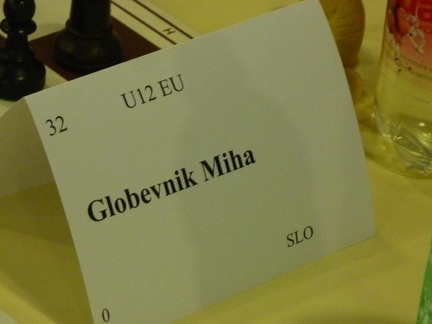 H
U12 EU
32
Globevnik Miha
SLO
0